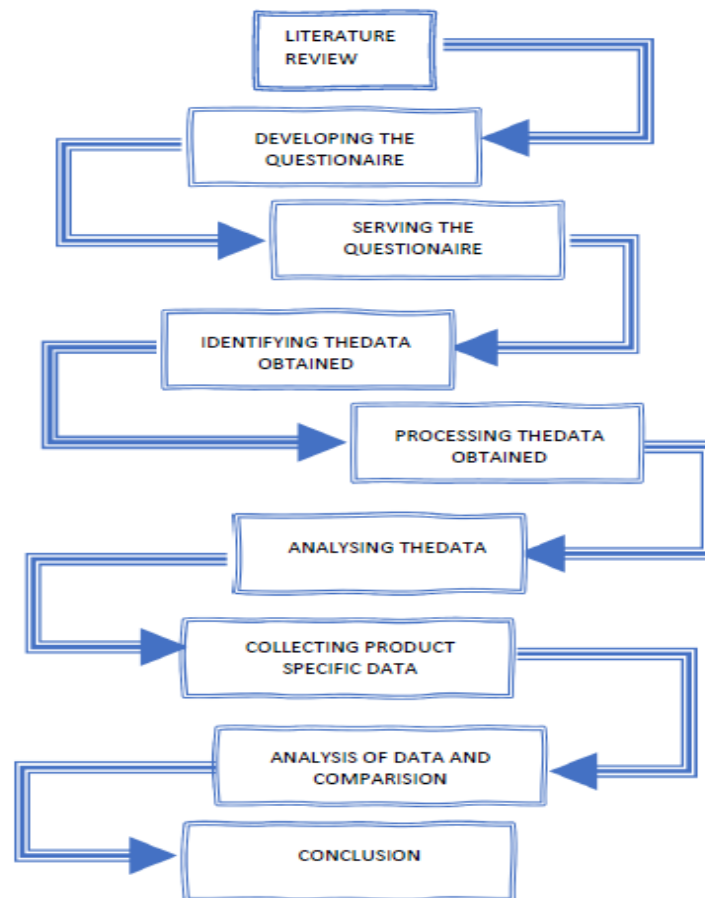 LITERATURE
REVIEW
DEVELOPING THE
QUESTIONAIRE
SERVING THE
QUESTIONAIRE
IDENTIFYING THEDATA
OBTAINED
PROCESSING THEDATA
OBTAINED
ANALYSING THEDATA
COLLECTING PRODUCT
SPECIFIC DATA
ANALYSIS OF DATA AND
COMPARISION
CONCLUSION